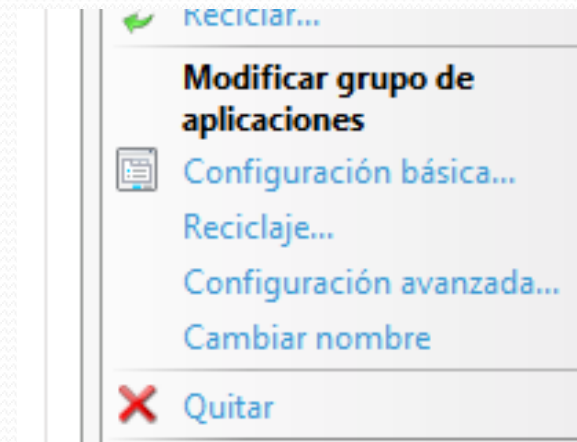 Reciclar...
Modificar grupo de
aplicaciones
Configuración básica...
Reciclaje...
Configuración avanzada...
Cambiar nombre
Quitar